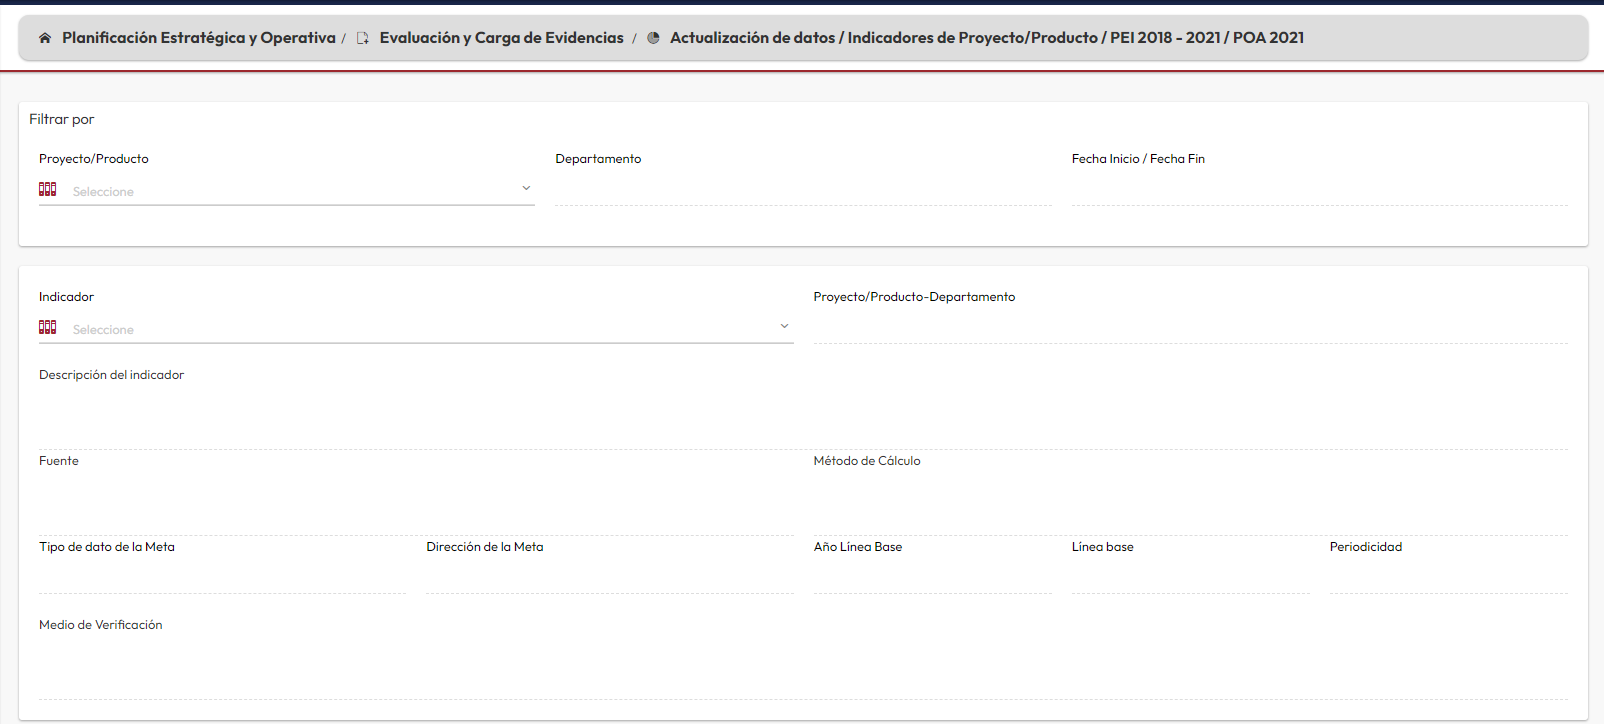 Planificación Estratégica y Operativa / Evaluación y Carga de Evidencias / Actualización de datos / Indicadores de Proyecto/Producto / PEI 2018 - 2021 / POA 2021
Filtrar por
Proyecto/Producto Departamento Fecha Inicio / Fecha Fin
Seleccione
Indicador Proyecto/Producto-Departamento
Seleccione
Descripción del indicador
Fuente Método de Cálculo
Tipo de dato de la Meta Dirección de la Meta Año Línea Base Línea base Periodicidad
Medio de Verificación